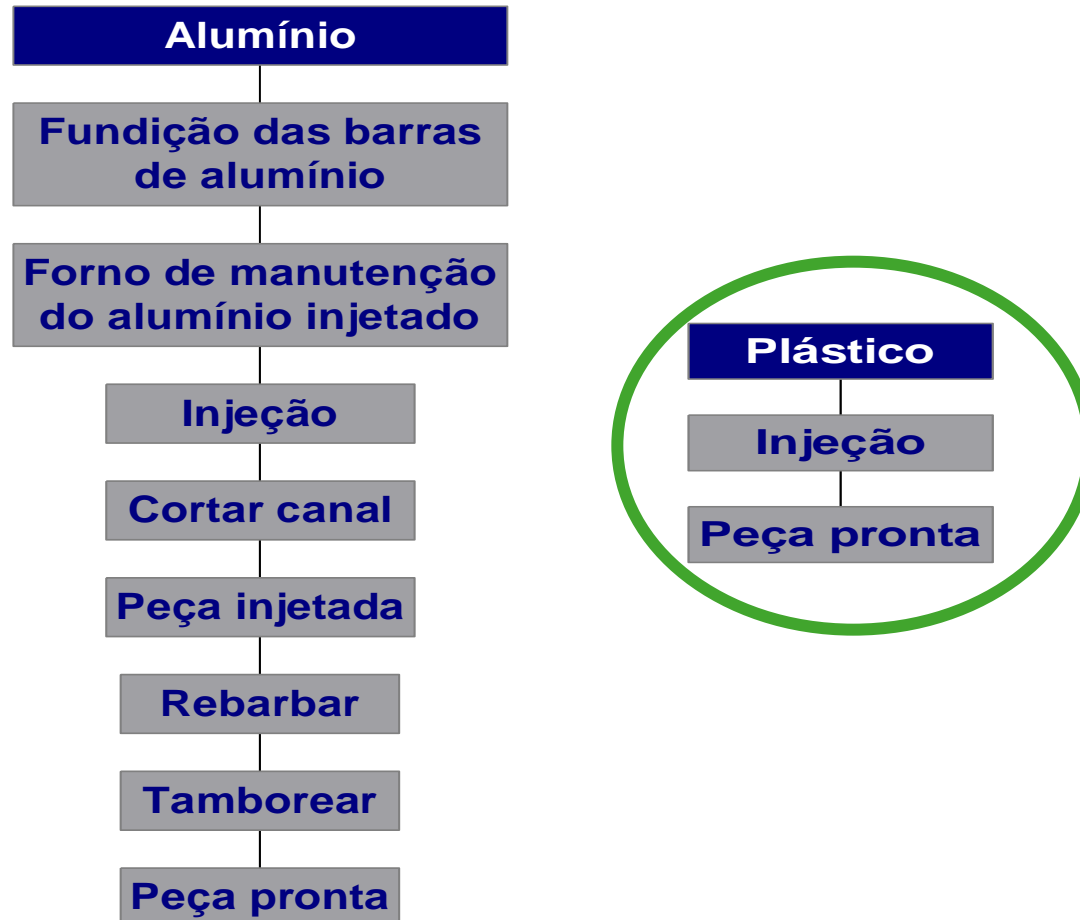 Alumínio
Fundição das barras
de alumínio
Forno de manutenção
do alumínio injetado
Injeção
Cortar canal
Peça injetada
Rebarbar
Tamborear
Peça pronta
Plástico
Injeção
Peça pronta